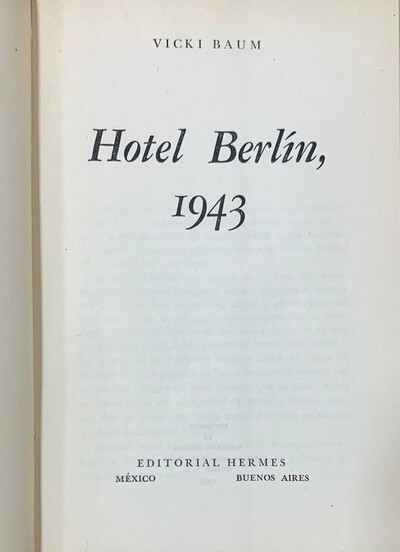 VICKI BAUM
Hotel Berlín,
1943
EDITORIAL HERMES
MÉXICO BUENOS AIRES